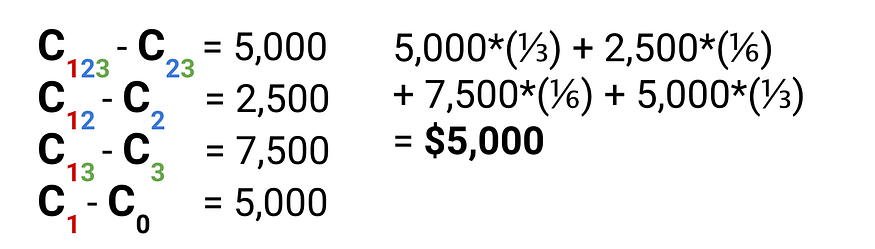 C₁₂₃ - C₂₃ = 5,000
C₁₂ - C₂ = 2,500
C₁₃ - C₃ = 7,500
C₁ - C₀ = 5,000
5,000*(⅓) + 2,500*(⅙)
+ 7,500*(⅙) + 5,000*(⅓)
= $5,000